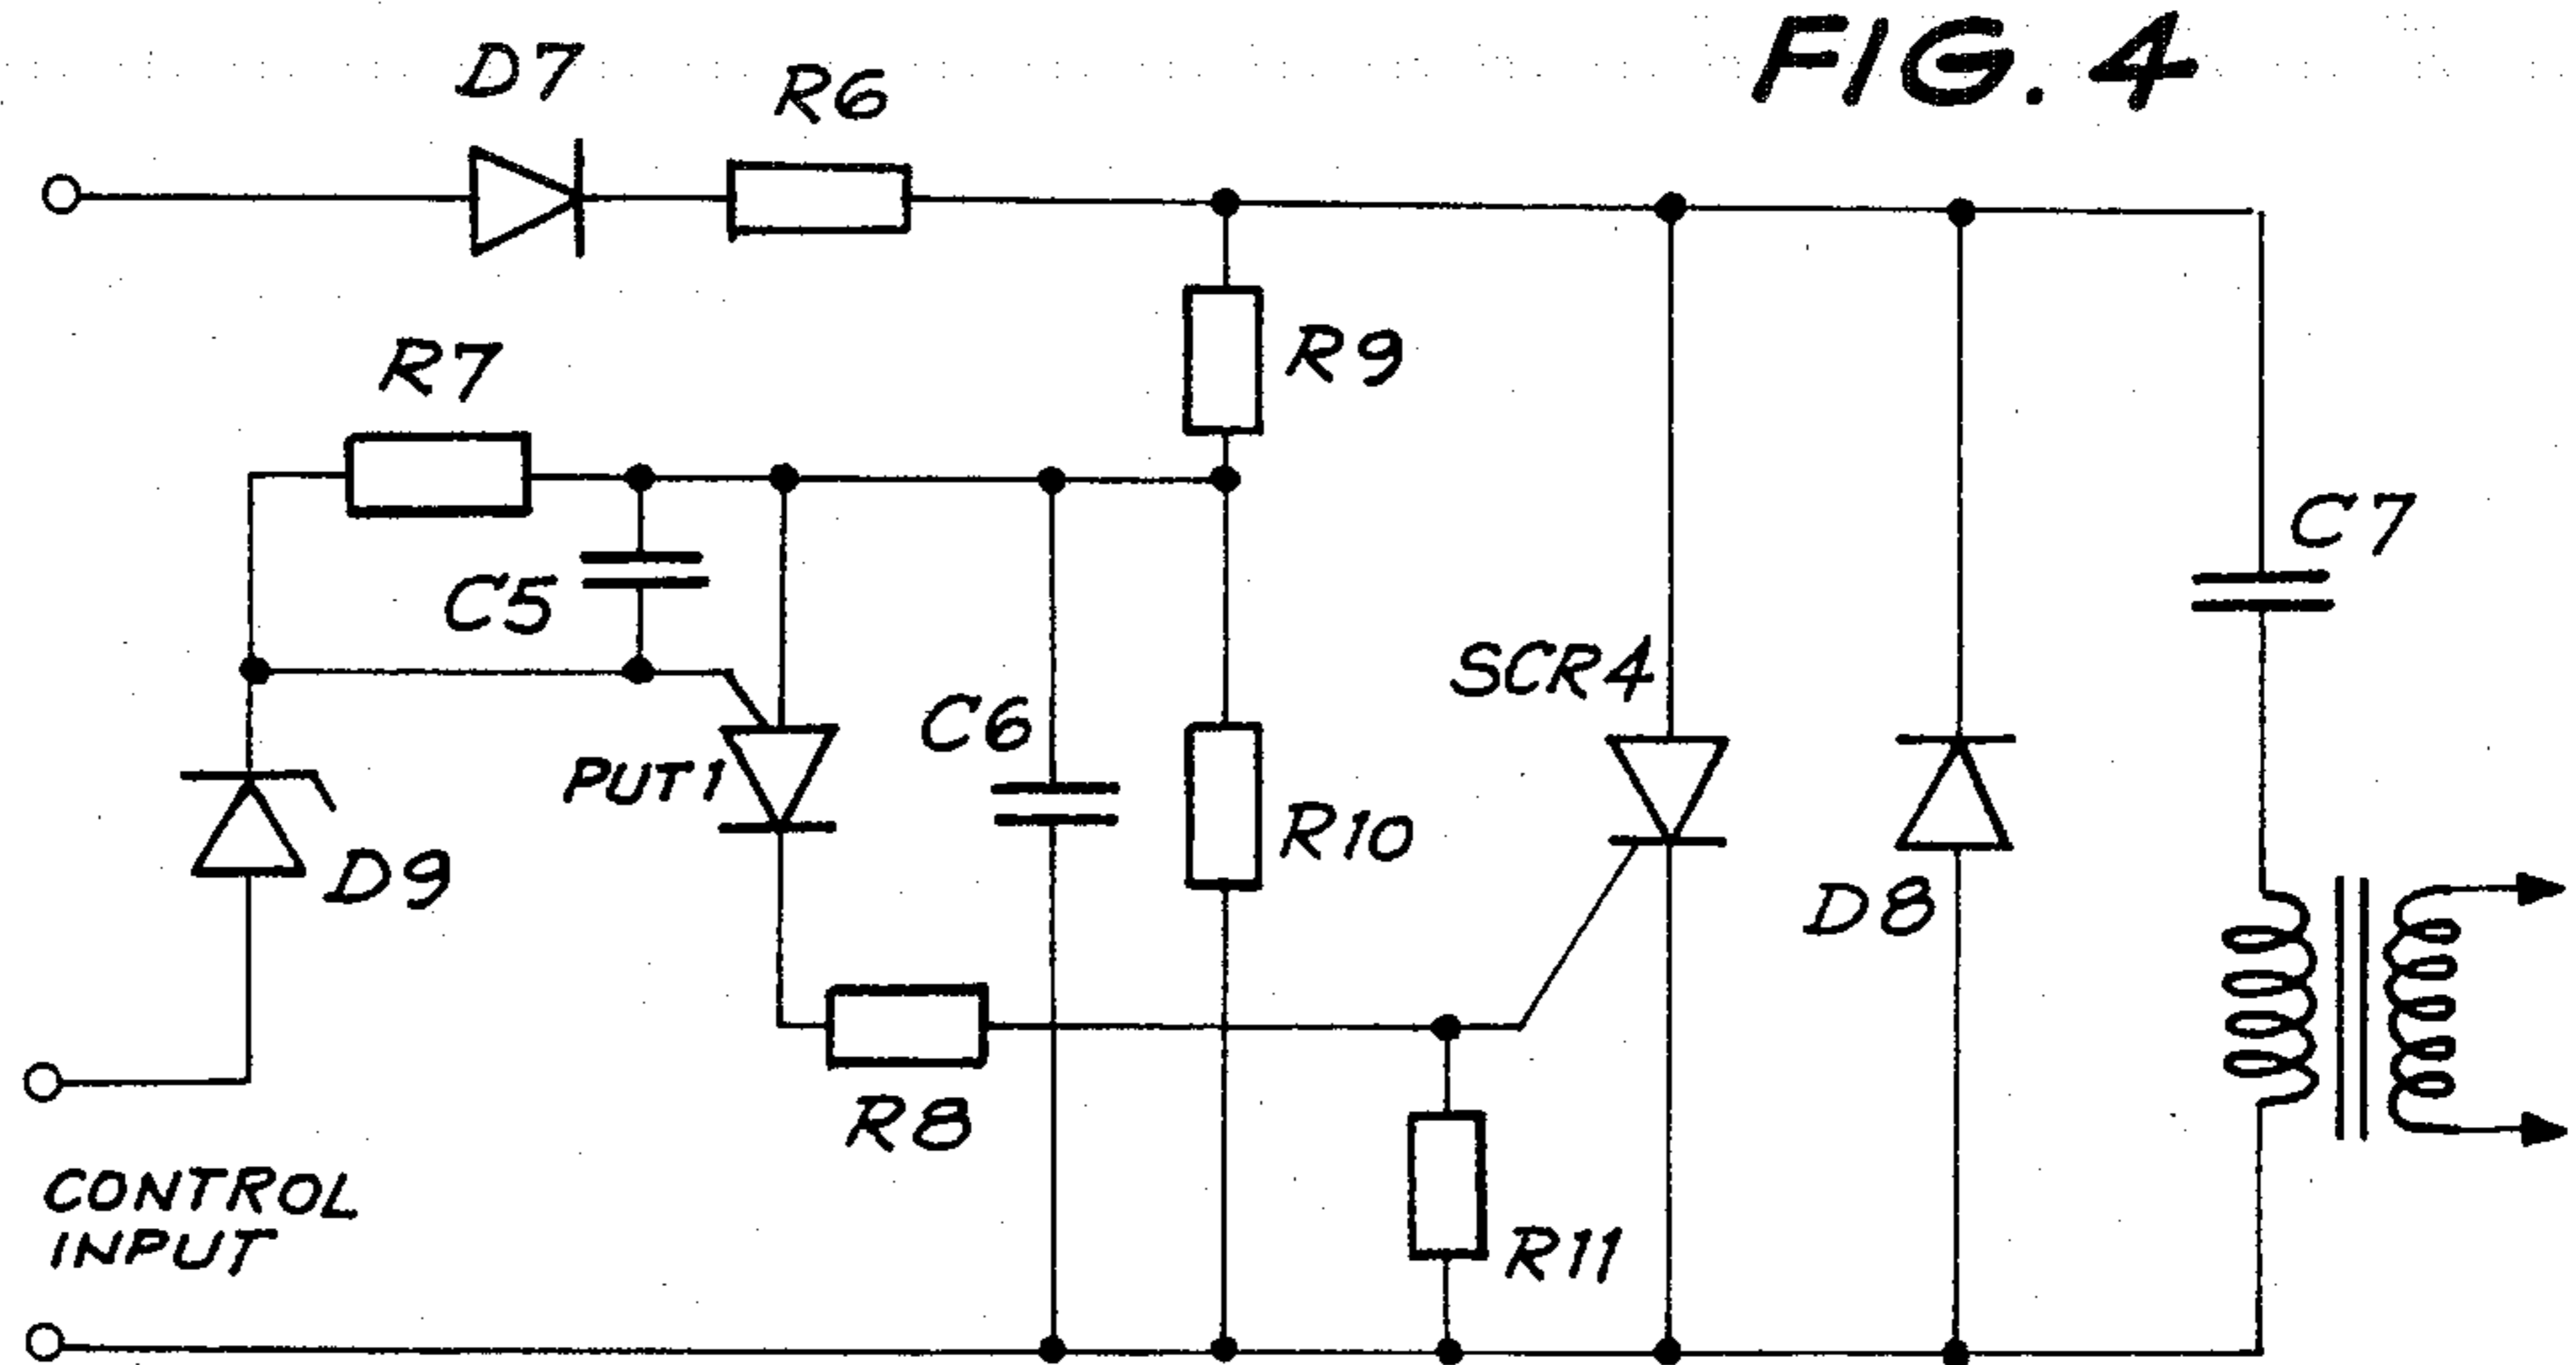 FIG. 4
D7
R6
R9
R7
C7
C5
SCR4
C6
PUT1
R10
D9
D8
R8
CONTROL
INPUT
R11